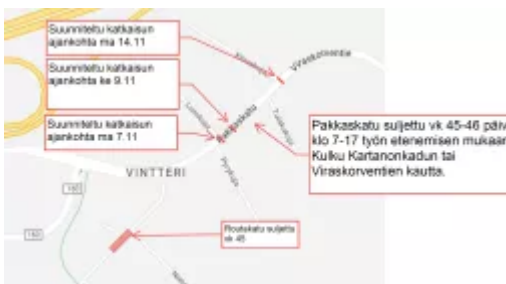 Suunniteltu katkaisun
ajankohta ma 14.11
Suunniteltu katkaisun
ajankohta ke 9.11
Suunniteltu katkaisun
ajankohta ma 7.11
Viraskorventie
Pakkaskatu
Pakkaskatu suljettu vk 45-46 päiv
klo 7-17 työn etenemisen mukaan
Kulku Kartanonkadun tai
Viraskorventien kautta.
VINTTERI
Routakatu suljettu
vk 45